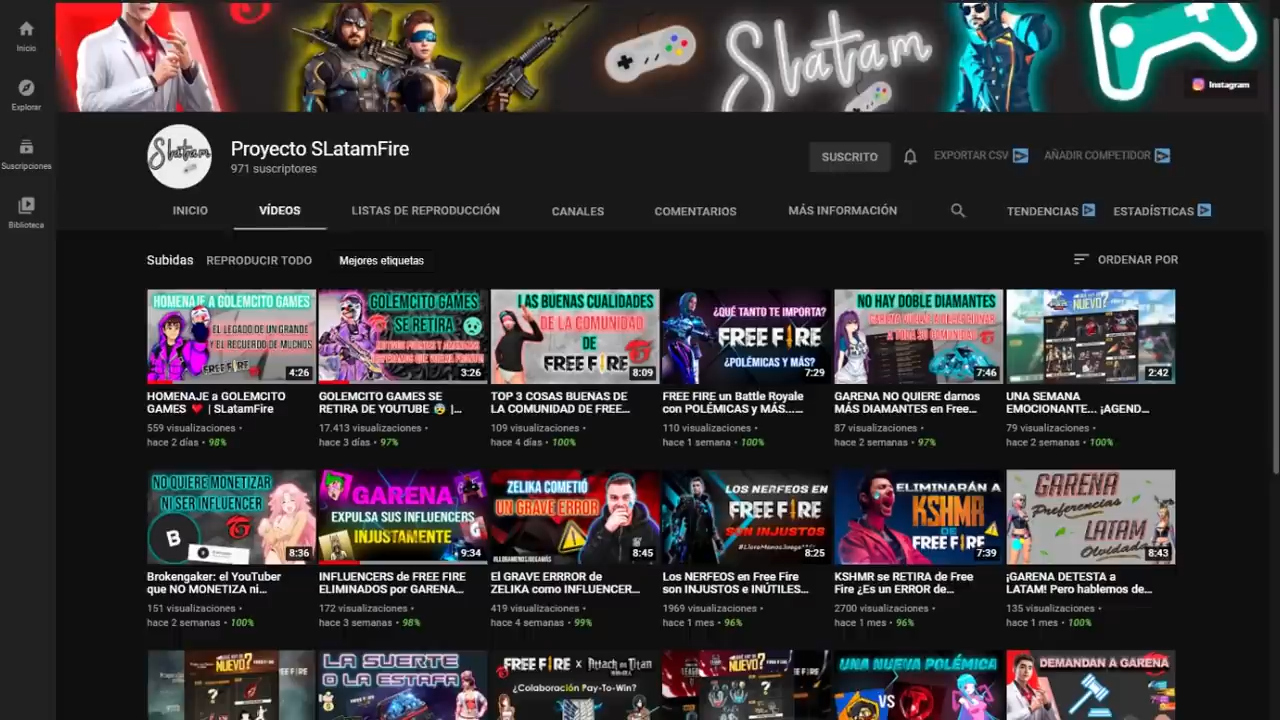 Slatam
Instagram
Inicio
Explorar
Suscripciones
Biblioteca
Slatam
Proyecto SLatamFire
971 suscriptores
SUSCRITO
EXPORTAR CSV
AÑADIR COMPETIDOR
INICIO
VÍDEOS
LISTAS DE REPRODUCCIÓN
CANALES
COMENTARIOS
MÁS INFORMACIÓN
TENDENCIAS
ESTADÍSTICAS
Subidas
REPRODUCIR TODO
Mejores etiquetas
ORDENAR POR
HOMENAJE A GOLEMCITO GAMES
EL LEGADO DE UN GRANDE
Y EL RECUERDO DE MUCHOS
FREE FIRE
4:26
HOMENAJE a GOLEMCITO
GAMES ❤️ | SLatamFire
559 visualizaciones •
hace 2 días • 98%
GOLEMCITO GAMES
SE RETIRA
3:26
GOLEMCITO GAMES SE
RETIRA DE YOUTUBE 😰 |...
17.413 visualizaciones •
hace 3 días • 97%
LAS BUENAS CUALIDADES
DE LA COMUNIDAD
DE
FREE FIRE
8:09
TOP 3 COSAS BUENAS DE
LA COMUNIDAD DE FREE...
109 visualizaciones •
hace 4 días • 100%
¿QUÉ TANTO TE IMPORTA?
FREE FIRE
¿POLÉMICAS Y MÁS?
7:29
FREE FIRE un Battle Royale
con POLÉMICAS y MÁS......
110 visualizaciones •
hace 1 semana • 100%
NO HAY DOBLE DIAMANTES
GARENA VUELVE A DECEPCIONAR
A TODA SU COMUNIDAD
7:46
GARENA NO QUIERE darnos
MÁS DIAMANTES en Free...
87 visualizaciones •
hace 2 semanas • 97%
NUEVO?
2:42
UNA SEMANA
EMOCIONANTE... ¡AGEND...
79 visualizaciones •
hace 2 semanas • 100%
NO QUIERE MONETIZAR
NI SER INFLUENCER
B
8:36
Brokengaker: el YouTuber
que NO MONETIZA ni...
151 visualizaciones •
hace 2 semanas • 100%
GARENA
EXPULSA SUS INFLUENCERS
INJUSTAMENTE
9:34
INFLUENCERS de FREE FIRE
ELIMINADOS por GARENA...
172 visualizaciones •
hace 3 semanas • 98%
ZELIKA COMETIÓ
UN GRAVE ERROR
#LLORAMENOSJUEGAMÁS
8:45
El GRAVE ERRROR de
ZELIKA como INFLUENCER...
419 visualizaciones •
hace 4 semanas • 99%
LOS NERFEOS EN
FREE FIRE
SON INJUSTOS
8:25
Los NERFEOS en Free Fire
son INJUSTOS e INÚTILES...
1969 visualizaciones •
hace 1 mes • 96%
ELIMINARÁN A
KSHMR
DE
FREE FIRE
7:39
KSHMR se RETIRA de Free
Fire ¿Es un ERROR de...
2700 visualizaciones •
hace 1 mes • 96%
GARENA
Preferencias
LATAM
Olvidada
8:43
¡GARENA DETESTA a
LATAM! Pero hablemos de...
135 visualizaciones •
hace 1 mes • 100%
NUEVO?
FREE FIRE
LA SUERTE
O LA ESTAFA
FREE FIRE x Attack on Titan
¿Colaboración Pay-To-Win?
NUEVO?
UNA NUEVA POLÉMICA
VS
DEMANDAN A GARENA